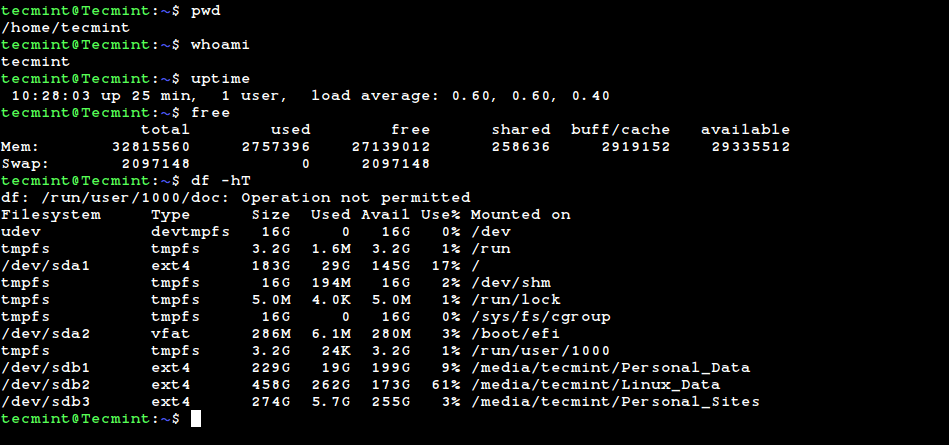 tecmint@Tecmint:~$ pwd
/home/tecmint
tecmint@Tecmint:~$ whoami
tecmint
tecmint@Tecmint:~$ uptime
 10:28:03 up 25 min,  1 user,  load average: 0.60, 0.60, 0.40
tecmint@Tecmint:~$ free
              total        used        free      shared  buff/cache   available
Mem:       32815560     2757396    27139012      258636     2919152    29335512
Swap:       2097148           0     2097148
tecmint@Tecmint:~$ df -hT
df: /run/user/1000/doc: Operation not permitted
Filesystem     Type      Size  Used Avail Use% Mounted on
udev           devtmpfs   16G     0   16G   0% /dev
tmpfs          tmpfs     3.2G  1.6M  3.2G   1% /run
/dev/sda1      ext4      183G   29G  145G  17% /
tmpfs          tmpfs      16G  194M   16G   2% /dev/shm
tmpfs          tmpfs     5.0M  4.0K  5.0M   1% /run/lock
tmpfs          tmpfs      16G     0   16G   0% /sys/fs/cgroup
/dev/sda2      vfat      286M  6.1M  280M   3% /boot/efi
tmpfs          tmpfs     3.2G   24K  3.2G   1% /run/user/1000
/dev/sdb1      ext4      229G   19G  199G   9% /media/tecmint/Personal_Data
/dev/sdb2      ext4      458G  262G  173G  61% /media/tecmint/Linux_Data
/dev/sdb3      ext4      274G  5.7G  255G   3% /media/tecmint/Personal_Sites
tecmint@Tecmint:~$